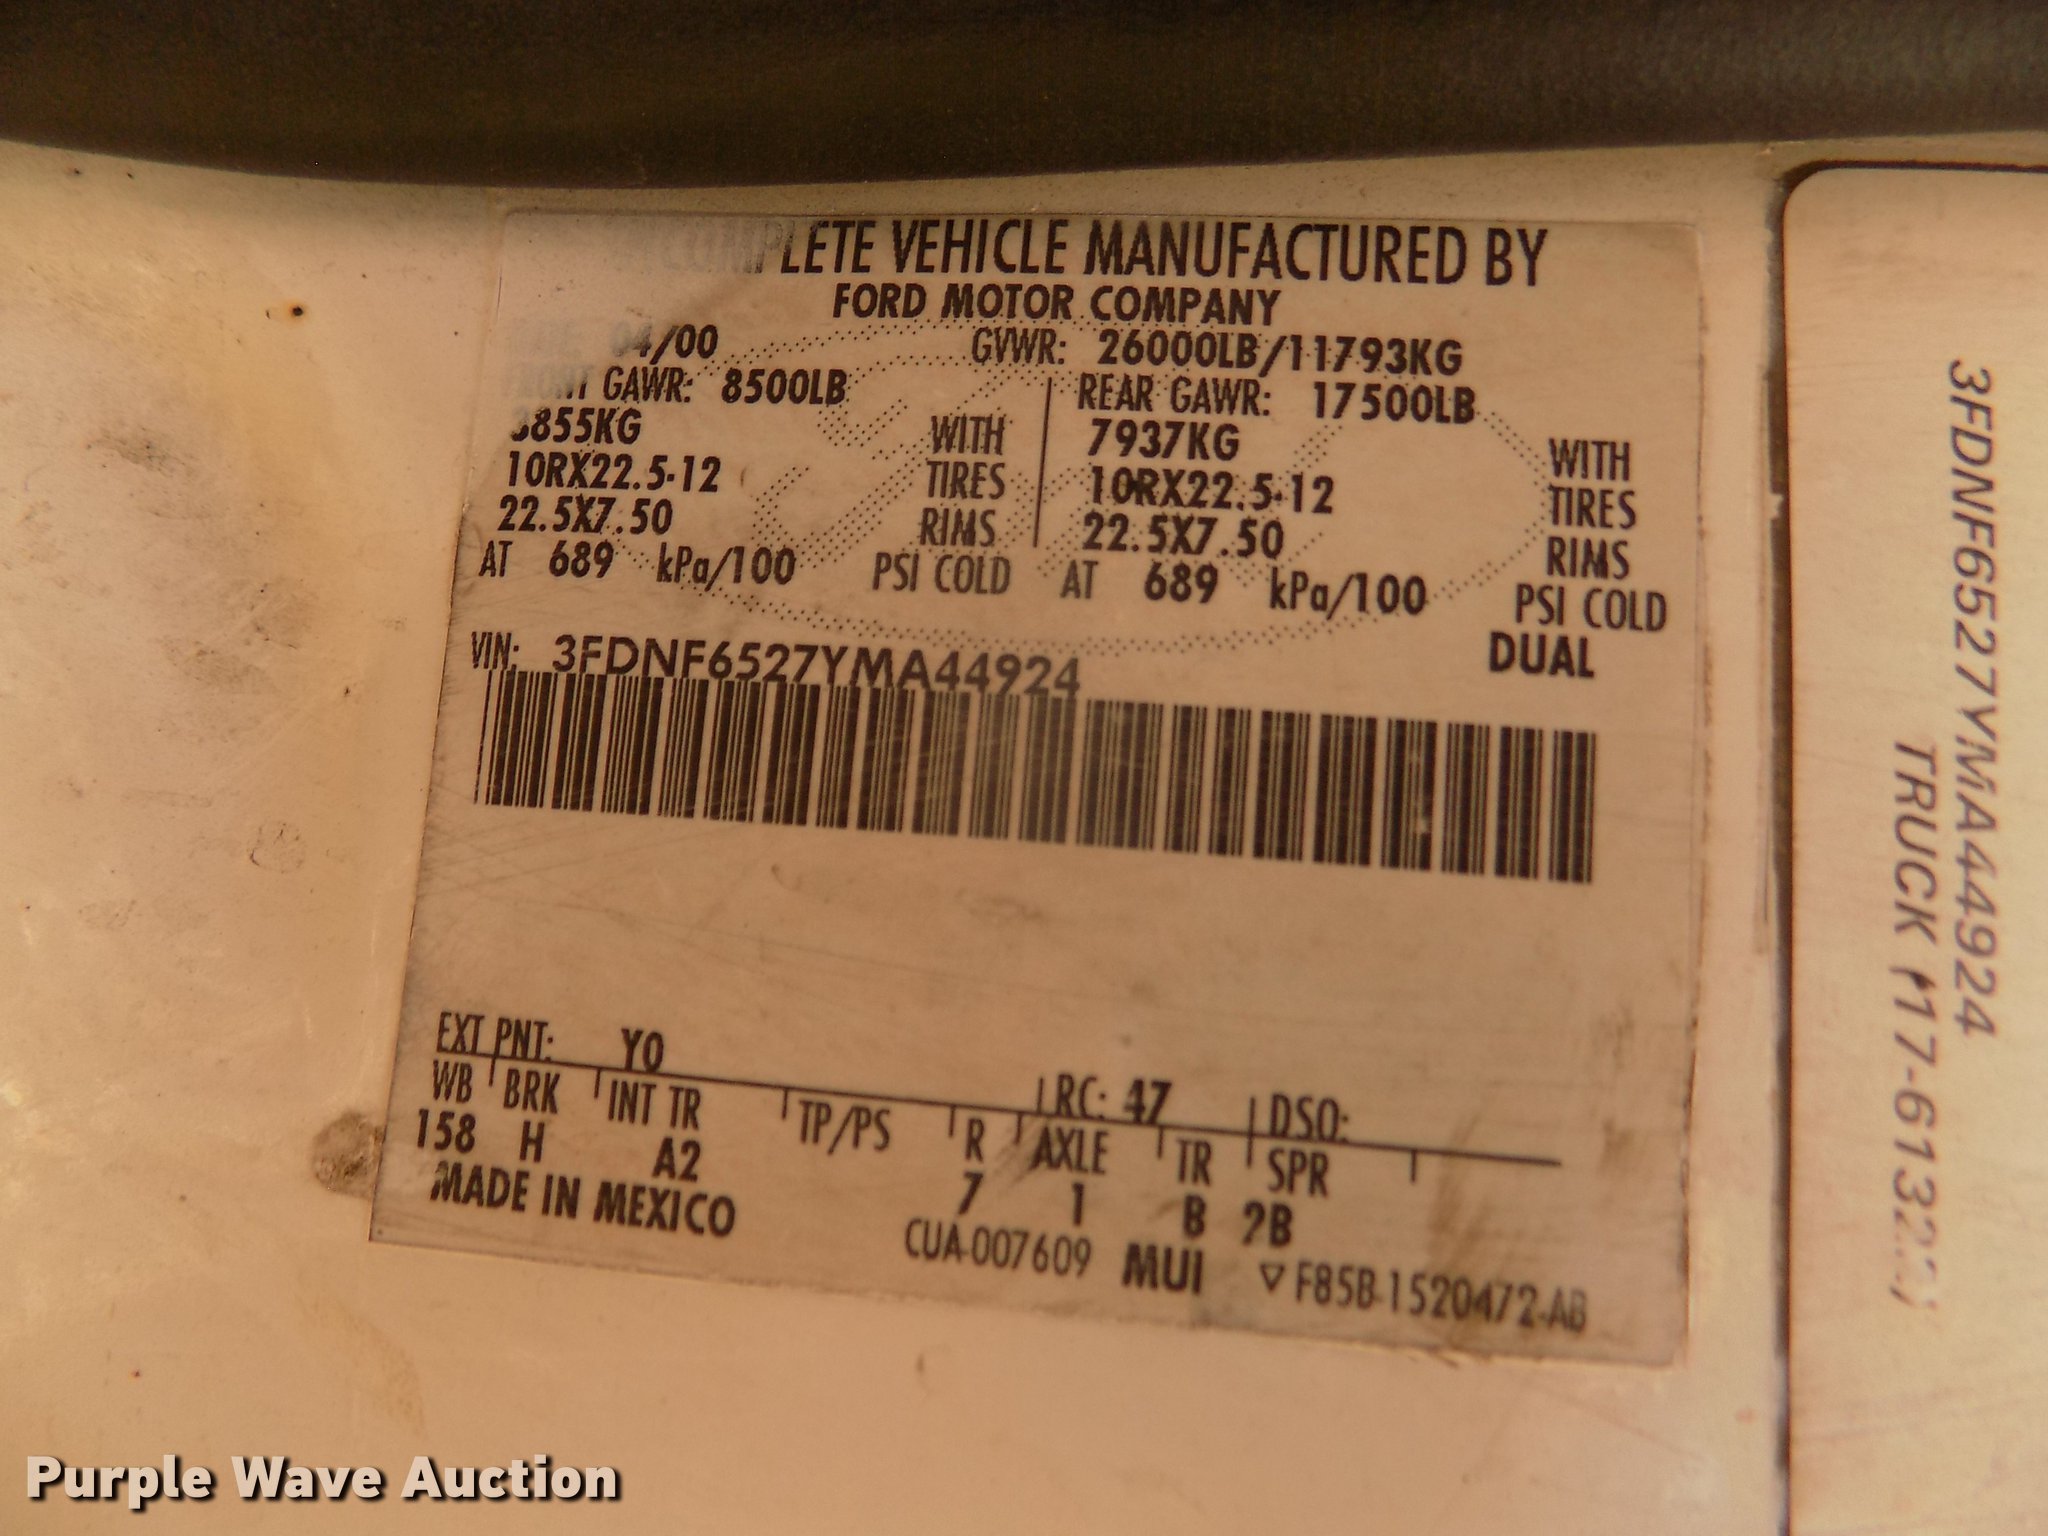 INCOMPLETE VEHICLE MANUFACTURED BY
FORD MOTOR COMPANY
04/00 GVWR: 26000LB/11793KG
FRONT GAWR: 8500LB REAR GAWR: 17500LB
3855KG WITH 7937KG WITH
10RX22.5-12 TIRES 10RX22.5-12 TIRES
22.5X7.50 RIMS 22.5X7.50 RIMS
AT 689 kPa/100 PSI COLD AT 689 kPa/100 PSI COLD
DUAL
VIN: 3FDNF6527YMA44924
EXT PNT: YO RC: 47 DSO:
WB BRK INT TR TP/PS R AXLE TR SPR
158 H A2 7 1 B 2B
MADE IN MEXICO
CUA-007609 MUI ▽F85B-1520472-AB
3FDNF6527YMA44924
TRUCK
Purple Wave Auction